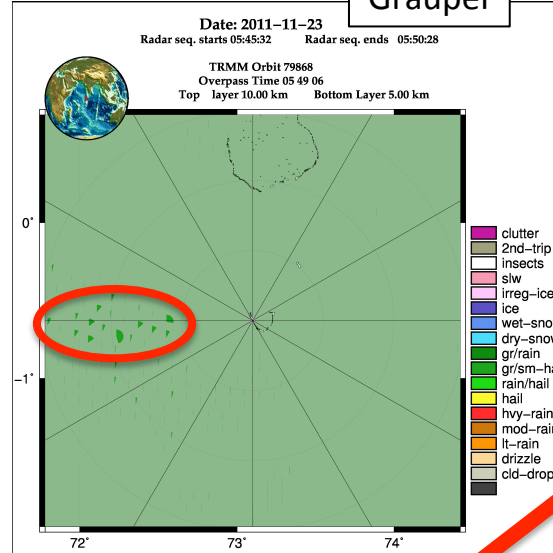 Grauper
Date: 2011−11−23
Radar seq. starts 05:45:32 Radar seq. ends 05:50:28
TRMM Orbit 79868
Overpass Time 05 49 06
Top layer 10.00 km Bottom Layer 5.00 km
0°
−1°
72° 73° 74°
clutter
2nd−trip
insects
slw
irreg−ice
ice
wet−sno
dry−snow
gr/rain
gr/sm−ha
rain/hail
hail
hvy−rain
mod−rain
lt−rain
drizzle
cld−drop